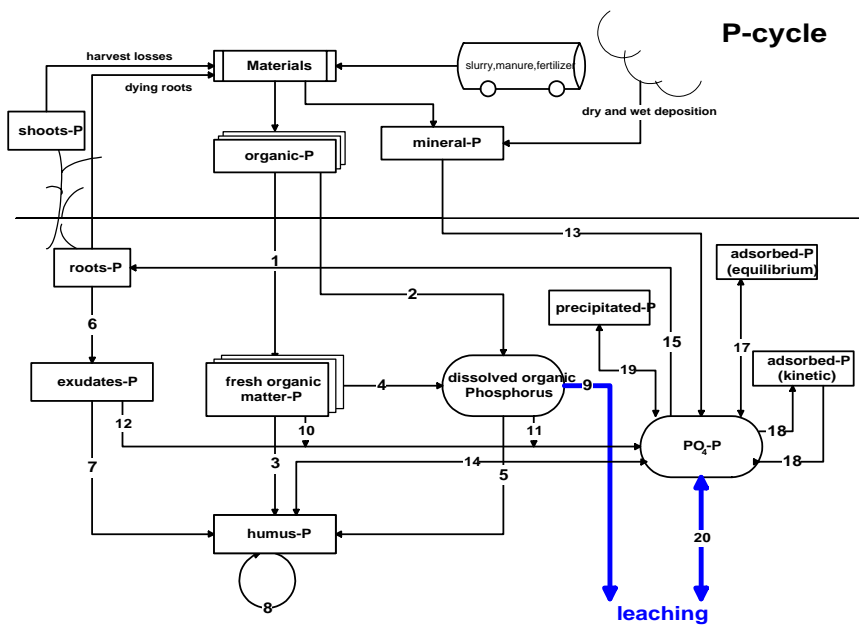 P-cycle
harvest losses
Materials
slurry,manure,fertilizer
dying roots
dry and wet deposition
shoots-P
mineral-P
organic-P
13
1
adsorbed-P
(equilibrium)
roots-P
2
precipitated-P
6
15
17
19
adsorbed-P
(kinetic)
exudates-P
fresh organic
matter-P
4
dissolved organic
Phosphorus
9
12
10
11
18
PO4-P
7
3
14
5
18
humus-P
20
8
leaching